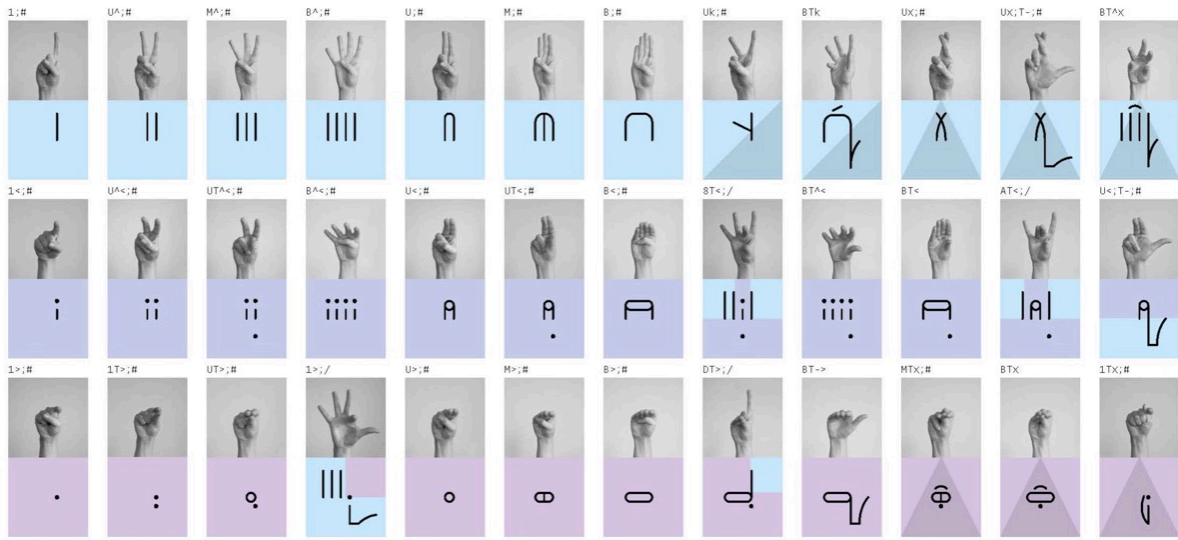 1;# U^;# M^;# B^;# U;# M;# B;# Uk;# BTk Ux;# Ux;T-;# BT^x
1<;# U^<;# UT^<;# B^<;# U<;# UT<;# B<;# 8T<;/ BT^< BT< AT<;/ U<;T-;#
1>;# 1T>;# UT>;# 1>;/ U>;# M>;# B>;# DT>;/ BT-> MTx;# BTx 1Tx;#